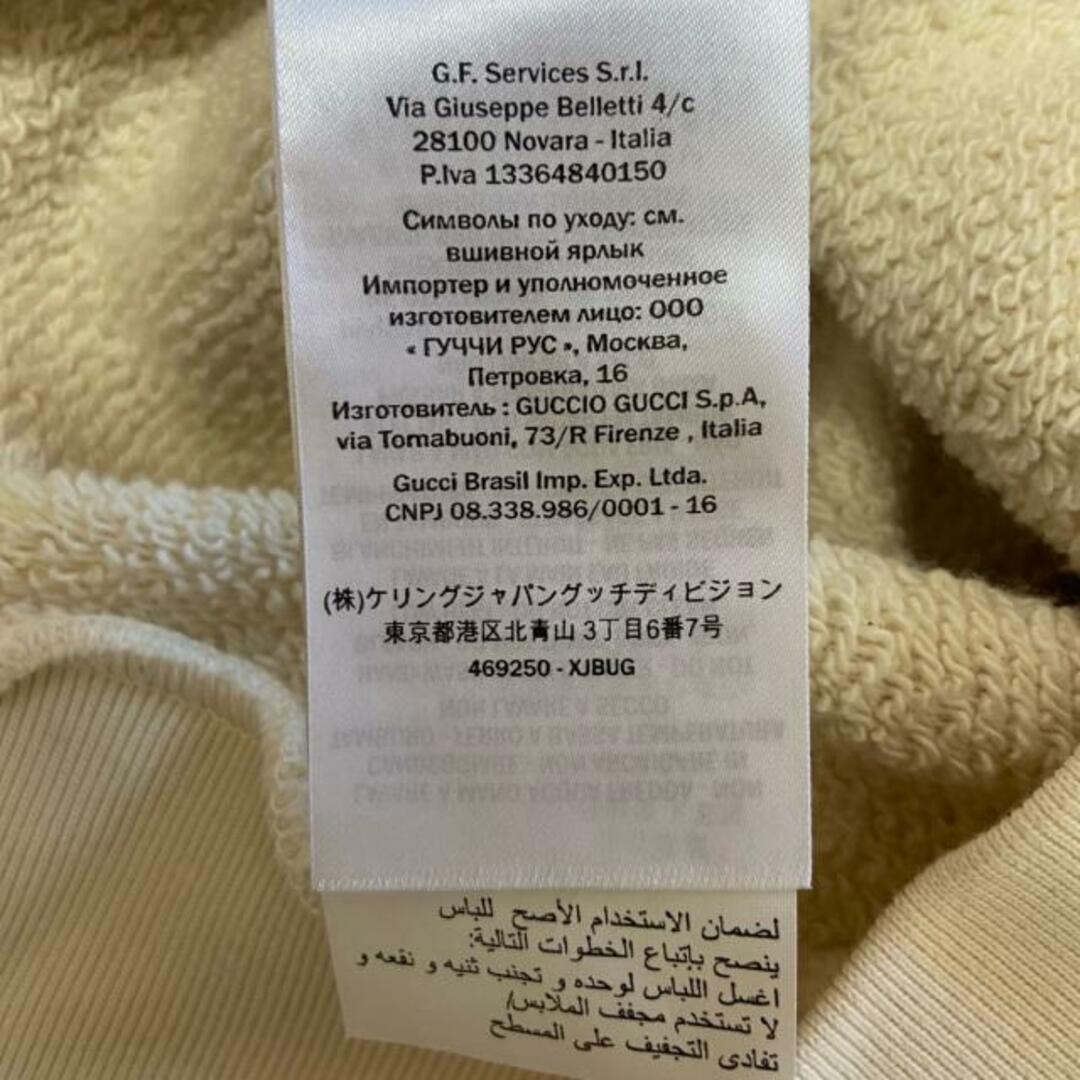 G.F. Services S.r.l.
Via Giuseppe Belletti 4/c
28100 Novara - Italia
P.Iva 13364840150
Символы по уходу: см.
вшивной ярлык
Импортер и уполномоченное
изготовителем лицо: ООО
« ГУЧЧИ РУС », Москва,
Петровка, 16
Изготовитель : GUCCIO GUCCI S.p.A,
via Tornabuoni, 73/R Firenze , Italia
Gucci Brasil Imp. Exp. Ltda.
CNPJ 08.338.986/0001 - 16
(株)ケリングジャパングッチディビジョン
東京都港区北青山 3丁目6番7号
469250 - XJBUG
لضمان الاستخدام الأصح للباس
ينصح بإتباع الخطوات التالية:
اغسل اللباس لوحده و تجنب ثنيه و نقعه و
لا تستخدم مجفف الملابس/
تفادى التجفيف على المسطح